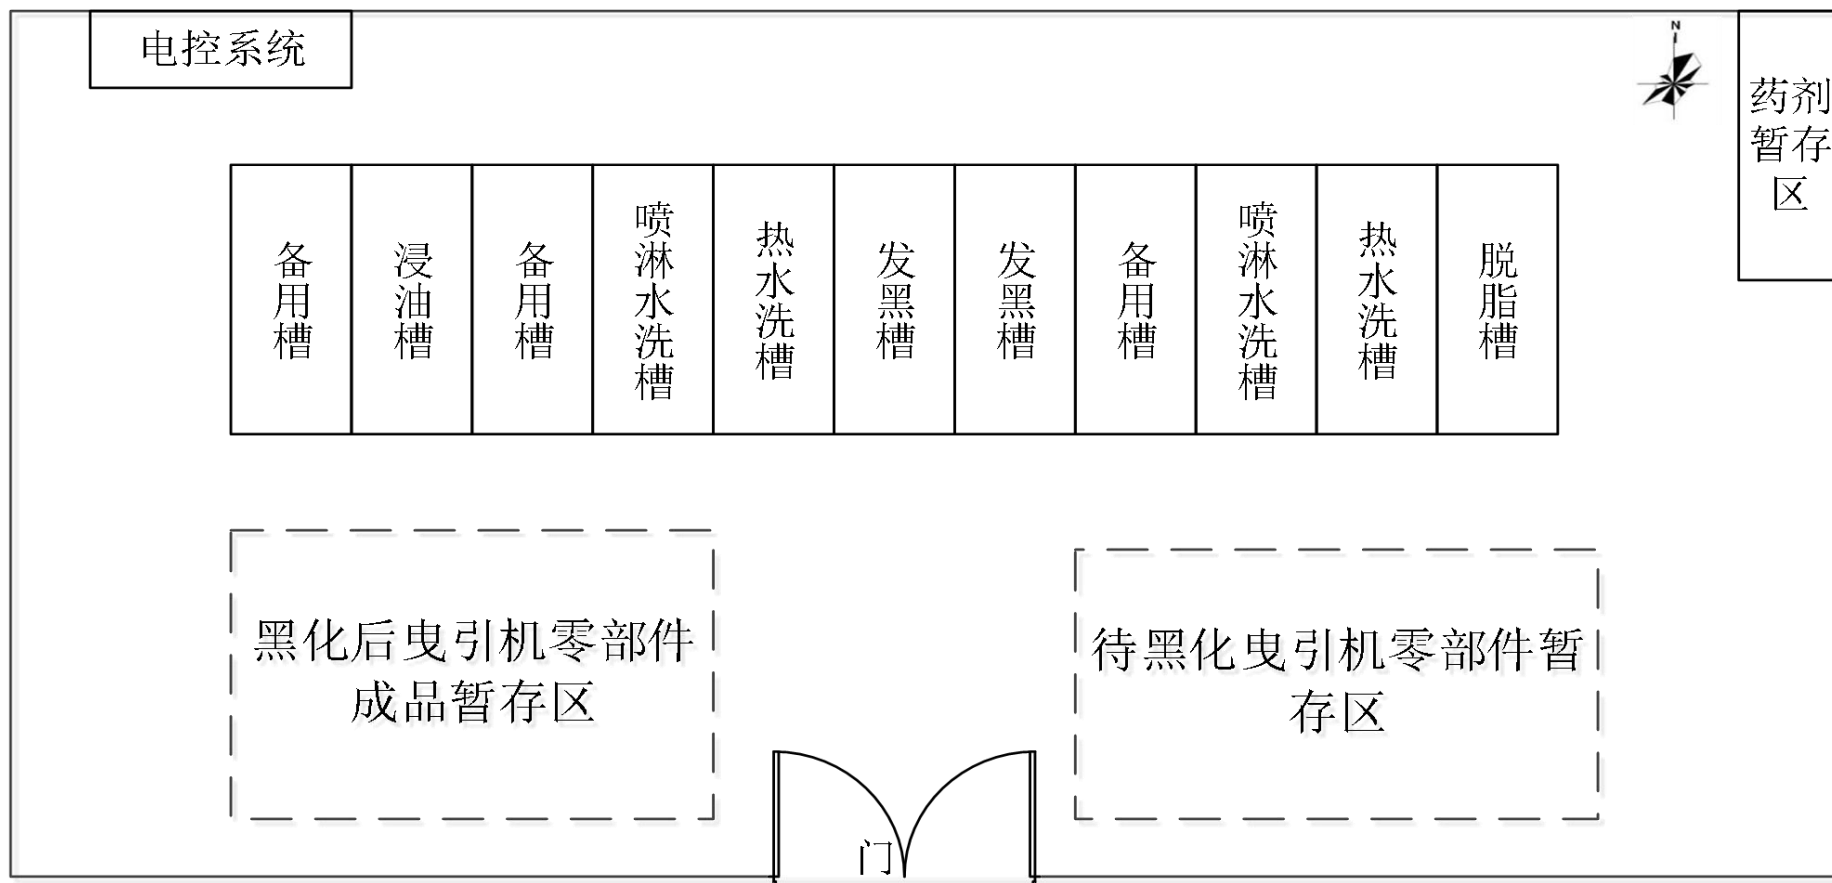 电控系统
N
药剂
暂存
区
备用槽
浸油槽
备用槽
喷淋水洗槽
热水洗槽
发黑槽
发黑槽
备用槽
喷淋水洗槽
热水洗槽
脱脂槽
黑化后曳引机零部件
成品暂存区
待黑化曳引机零部件暂
存区
门